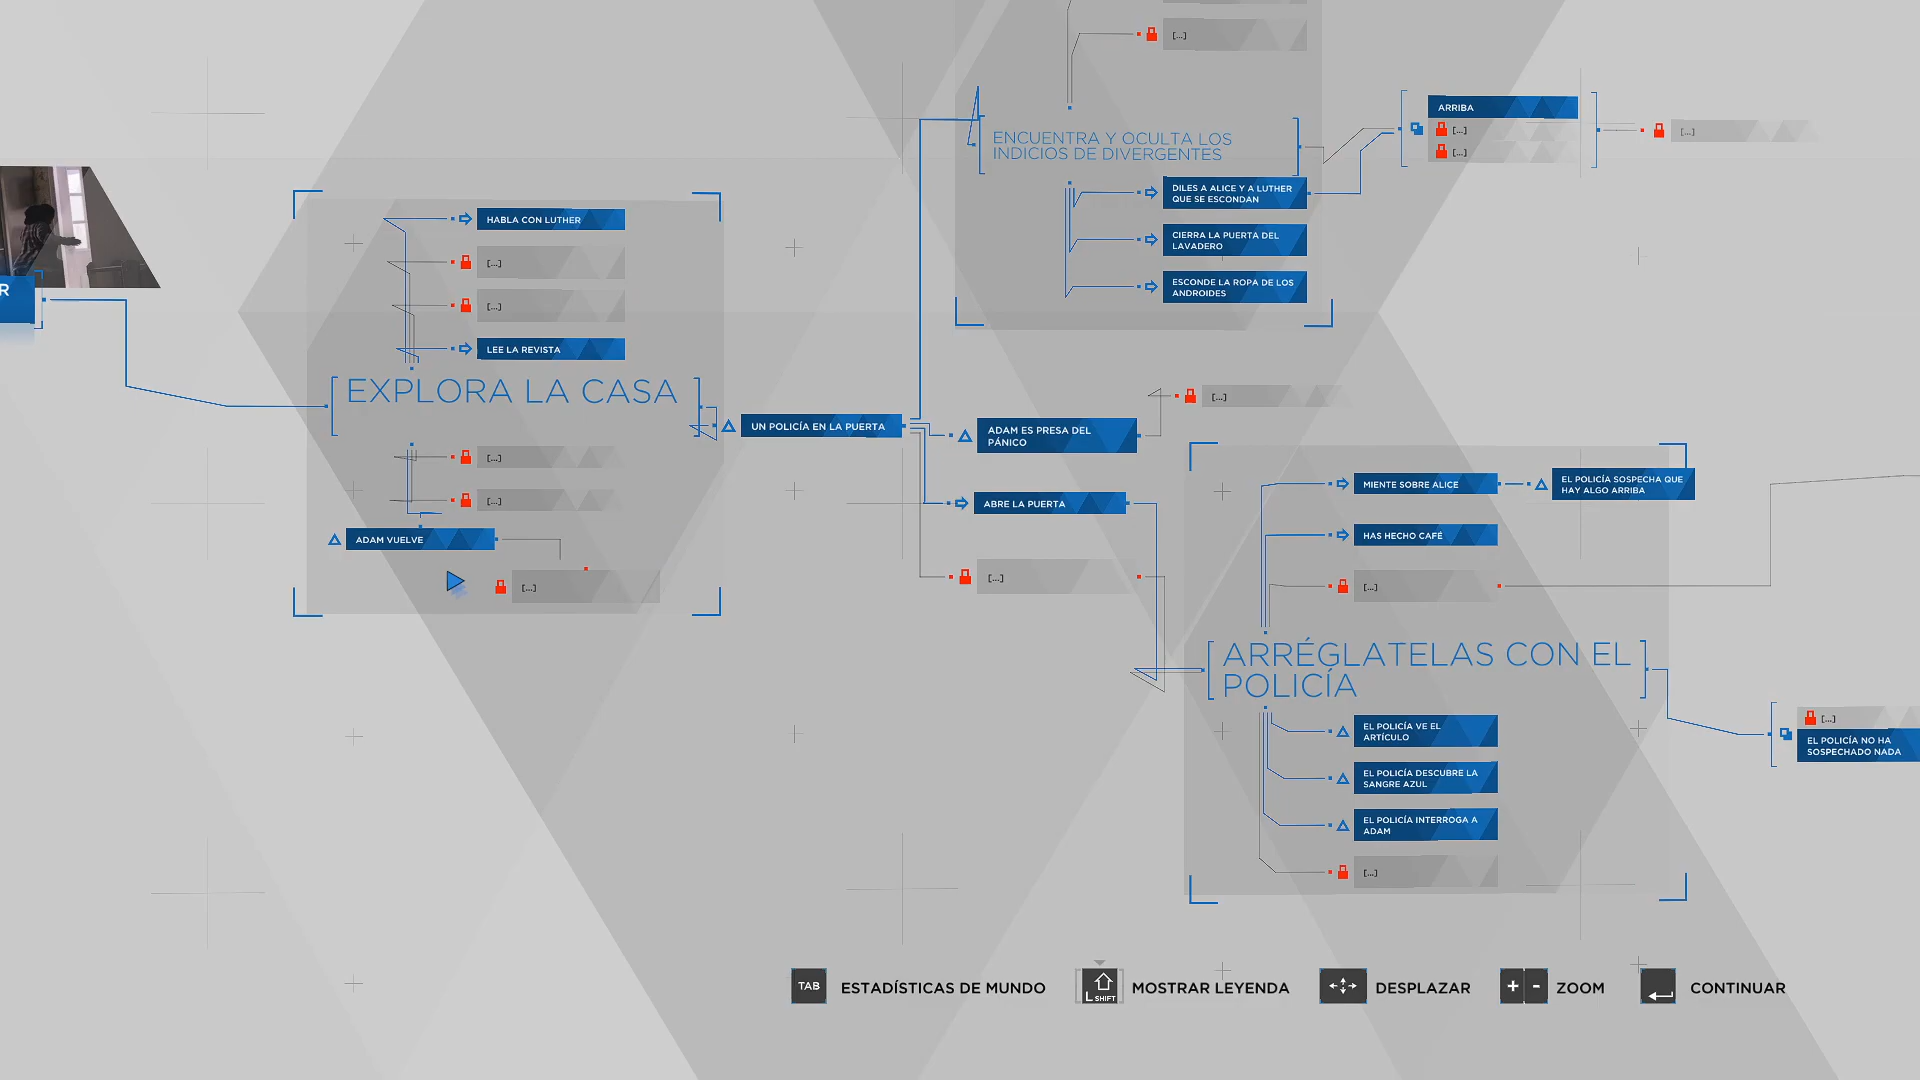 R
HABLA CON LUTHER
[...]
[...]
LEE LA REVISTA
EXPLORA LA CASA
[...]
[...]
ADAM VUELVE
[...]
UN POLICÍA EN LA PUERTA
[...]
ENCUENTRA Y OCULTA LOS
INDICIOS DE DIVERGENTES
DILES A ALICE Y A LUTHER
QUE SE ESCONDAN
CIERRA LA PUERTA DEL
LAVADERO
ESCONDE LA ROPA DE LOS
ANDROIDES
ARRIBA
[...]
[...]
[...]
ADAM ES PRESA DEL
PÁNICO
[...]
ABRE LA PUERTA
[...]
MIENTE SOBRE ALICE
EL POLICÍA SOSPECHA QUE
HAY ALGO ARRIBA
HAS HECHO CAFÉ
[...]
ARRÉGLATELAS CON EL
POLICÍA
EL POLICÍA VE EL
ARTÍCULO
EL POLICÍA DESCUBRE LA
SANGRE AZUL
EL POLICÍA INTERROGA A
ADAM
[...]
[...]
EL POLICÍA NO HA
SOSPECHADO NADA
TAB ESTADÍSTICAS DE MUNDO L SHIFT MOSTRAR LEYENDA DESPLAZAR + - ZOOM CONTINUAR